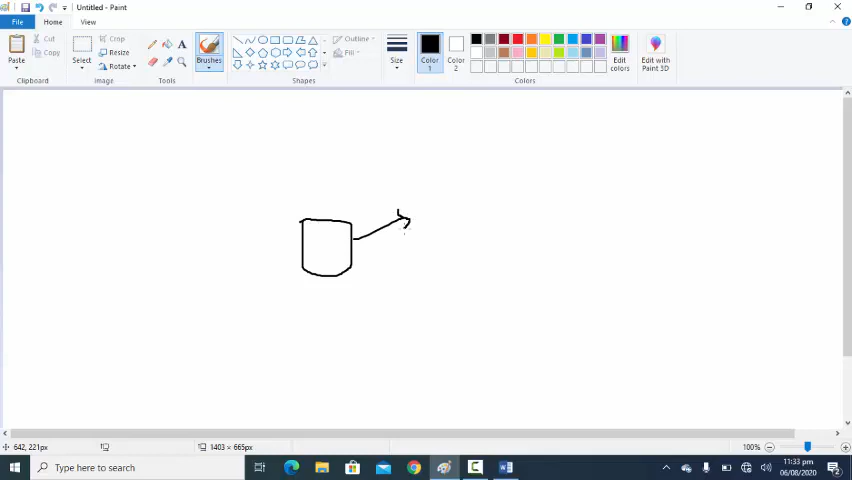 Untitled - Paint
File Home View
Paste
Cut
Copy
Clipboard
Select
Crop
Resize
Rotate
Image
A
Tools
Brushes
Outline
Fill
Shapes
Size
Color 1
Color 2
Edit colors
Colors
Edit with Paint 3D
642, 221px
1403 × 665px
100%
Type here to search
11:33 pm
06/08/2020
2